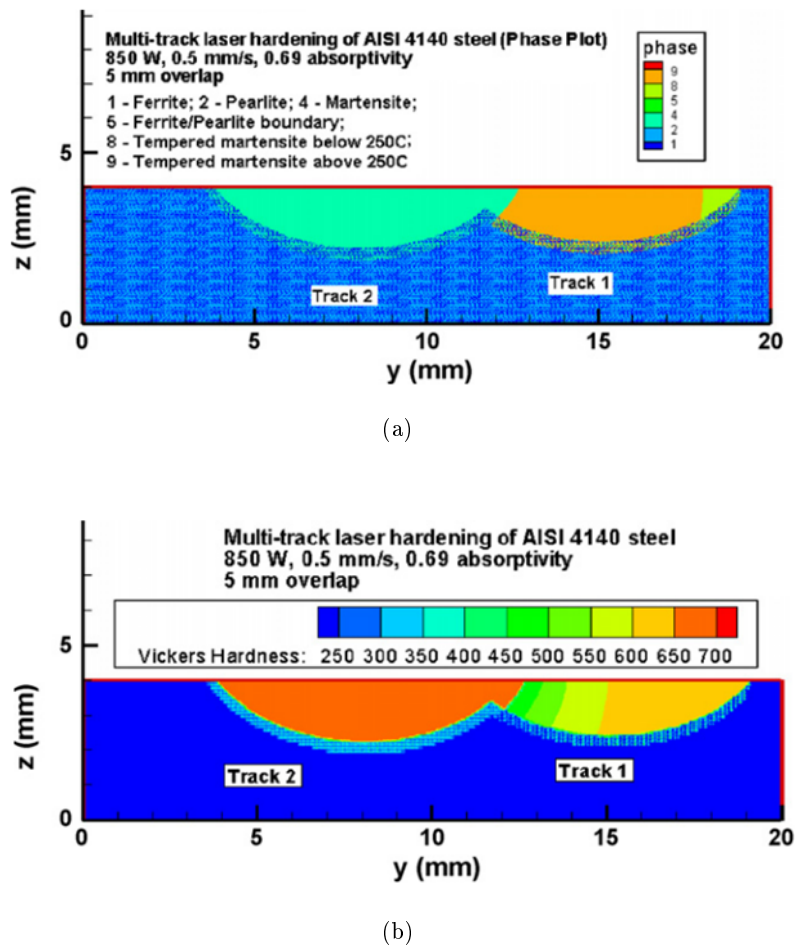 Multi-track laser hardening of AISI 4140 steel (Phase Plot)
850 W, 0.5 mm/s, 0.69 absorptivity
5 mm overlap
1 - Ferrite; 2 - Pearlite; 4 - Martensite;
5 - Ferrite/Pearlite boundary;
8 - Tempered martensite below 250C;
9 - Tempered martensite above 250C
phase
9
8
5
4
2
1
5
0
z (mm)
Track 2
Track 1
0 5 10 15 20
y (mm)
(a)
Multi-track laser hardening of AISI 4140 steel
850 W, 0.5 mm/s, 0.69 absorptivity
5 mm overlap
Vickers Hardness: 250 300 350 400 450 500 550 600 650 700
5
0
z (mm)
Track 2
Track 1
0 5 10 15 20
y (mm)
(b)